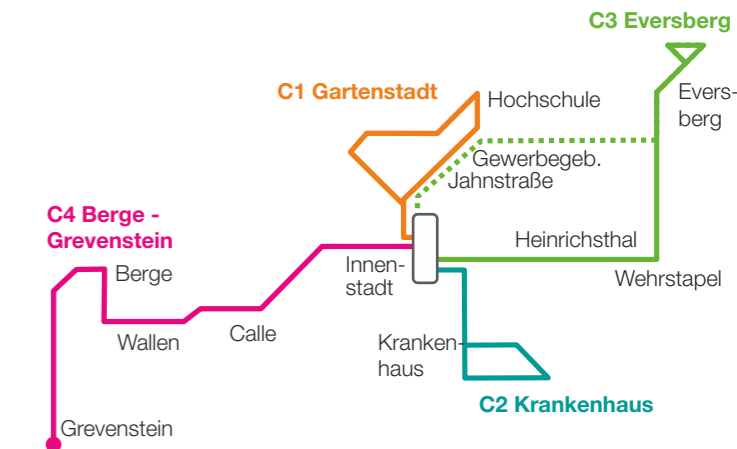 C3 Eversberg
C1 Gartenstadt
Hochschule
Evers-
berg
Gewerbegeb.
Jahnstraße
C4 Berge -
Grevenstein
Heinrichsthal
Berge
Innen-
stadt
Wehrstapel
Wallen
Calle
Kranken-
haus
C2 Krankenhaus
Grevenstein